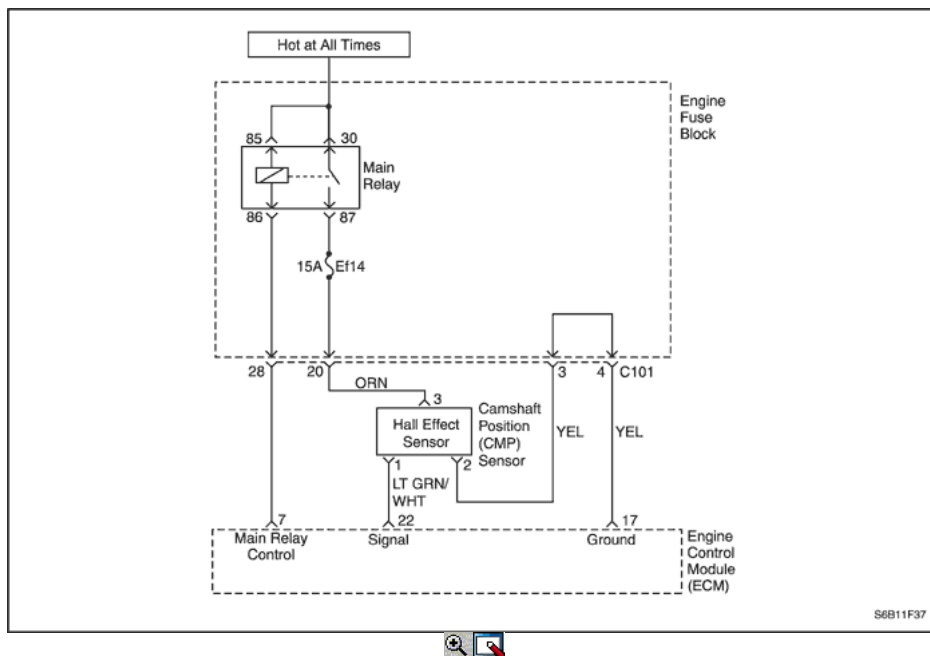 Hot at All Times
Engine
Fuse
Block
85
30
Main
Relay
86
87
15A
Ef14
28
20
3
4
C101
ORN
3
Hall Effect
Sensor
Camshaft
Position
(CMP)
Sensor
YEL
YEL
1
2
LT GRN/
WHT
7
22
17
Main Relay
Control
Signal
Ground
Engine
Control
Module
(ECM)
S6B11F37